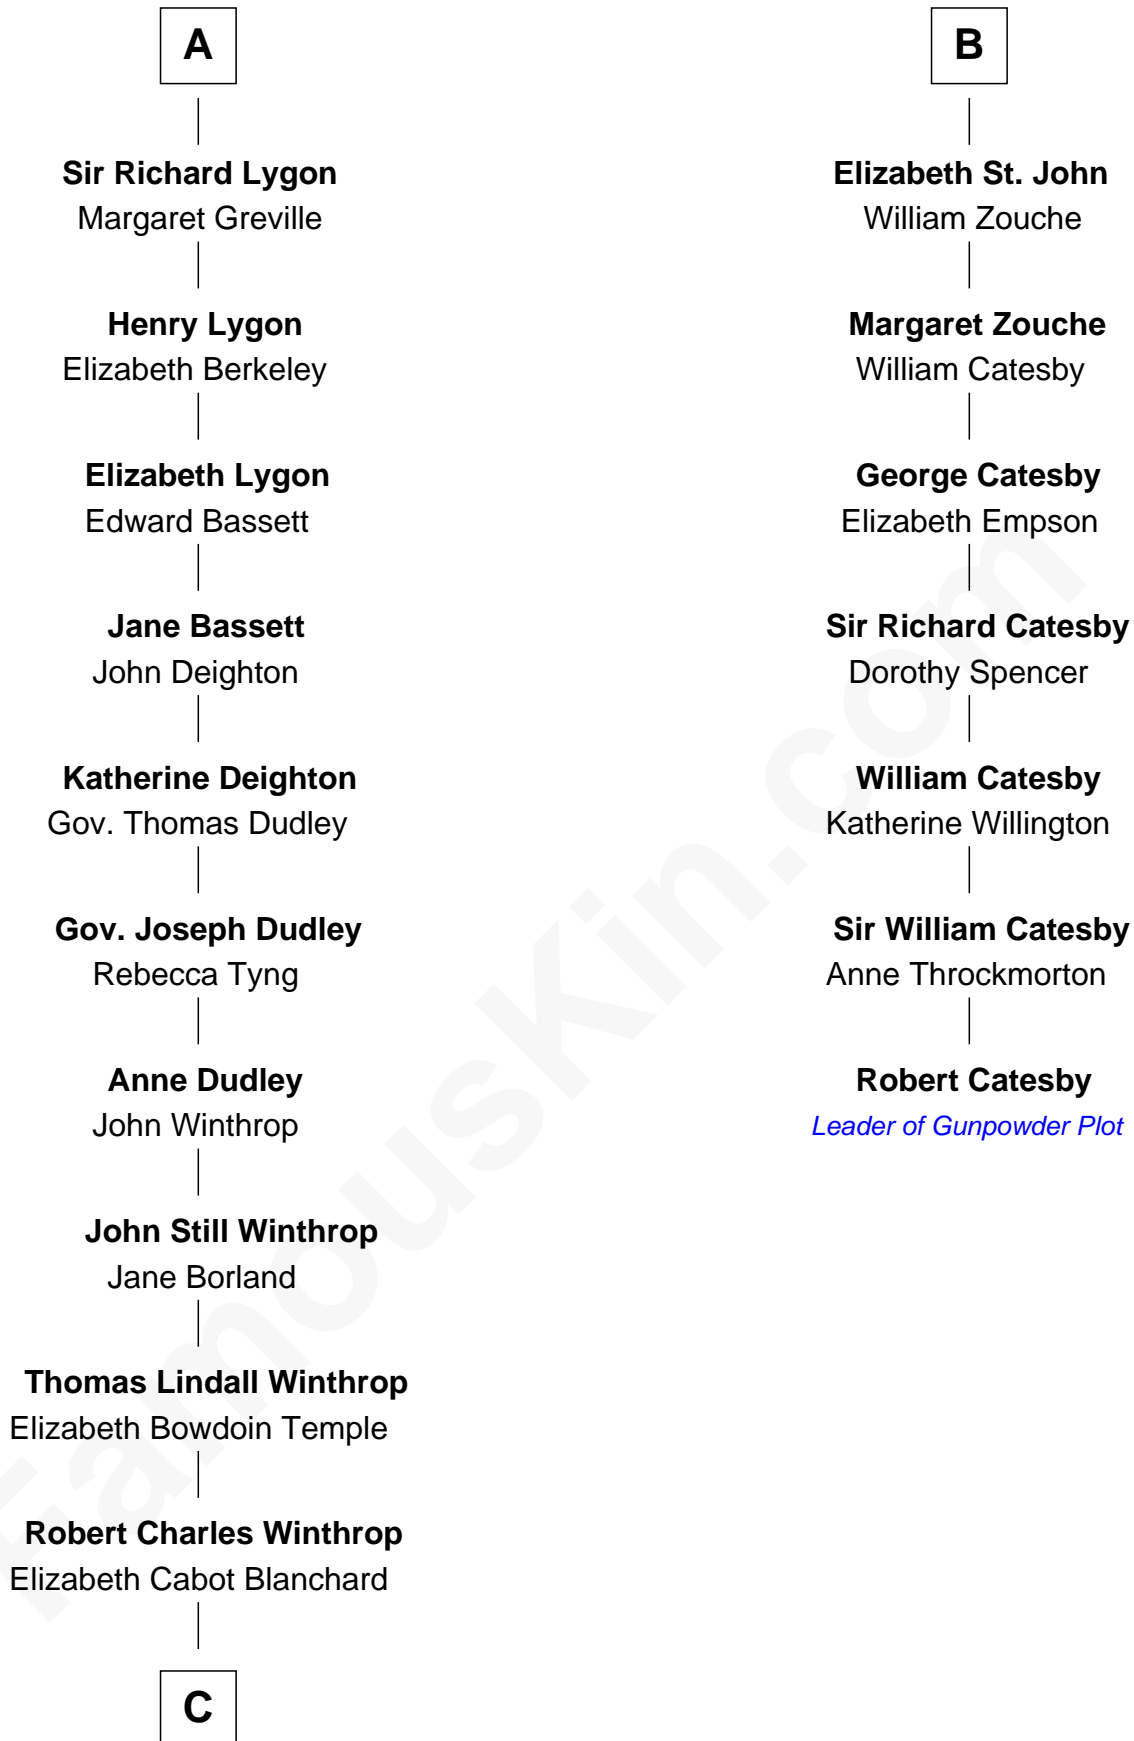 A
Sir Richard Lygon
Margaret Greville
Henry Lygon
Elizabeth Berkeley
Elizabeth Lygon
Edward Bassett
Jane Bassett
John Deighton
Katherine Deighton
Gov. Thomas Dudley
Gov. Joseph Dudley
Rebecca Tyng
Anne Dudley
John Winthrop
John Still Winthrop
Jane Borland
Thomas Lindall Winthrop
Elizabeth Bowdoin Temple
Robert Charles Winthrop
Elizabeth Cabot Blanchard
C
B
Elizabeth St. John
William Zouche
Margaret Zouche
William Catesby
George Catesby
Elizabeth Empson
Sir Richard Catesby
Dorothy Spencer
William Catesby
Katherine Willington
Sir William Catesby
Anne Throckmorton
Robert Catesby
Leader of Gunpowder Plot
FamousKin.com